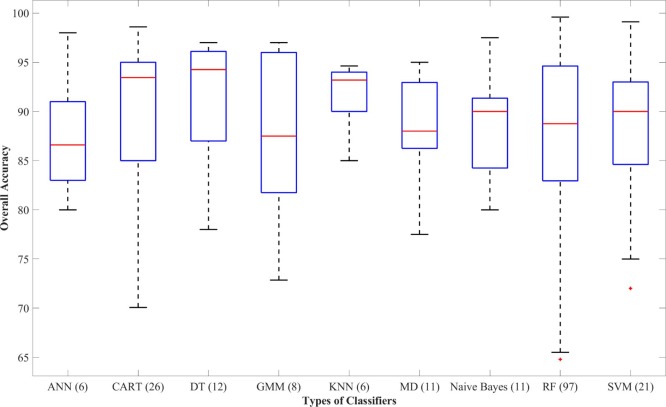 100
95
90
85
80
75
70
65
Overall Accuracy
ANN (6) CART (26) DT (12) GMM (8) KNN (6) MD (11) Naive Bayes (11) RF (97) SVM (21)
Types of Classifiers